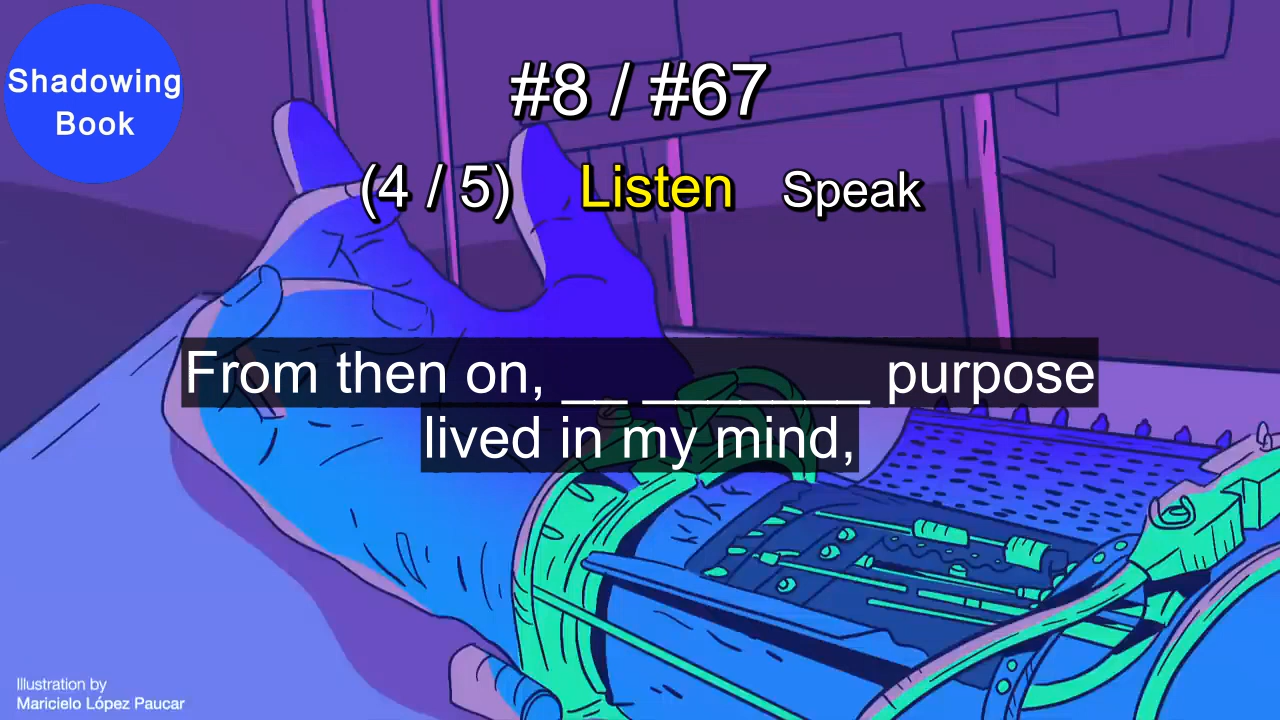 Shadowing
Book
#8 / #67
(4 / 5) Listen Speak
From then on, __ _______ purpose
lived in my mind,
Illustration by
Maricielo López Paucar